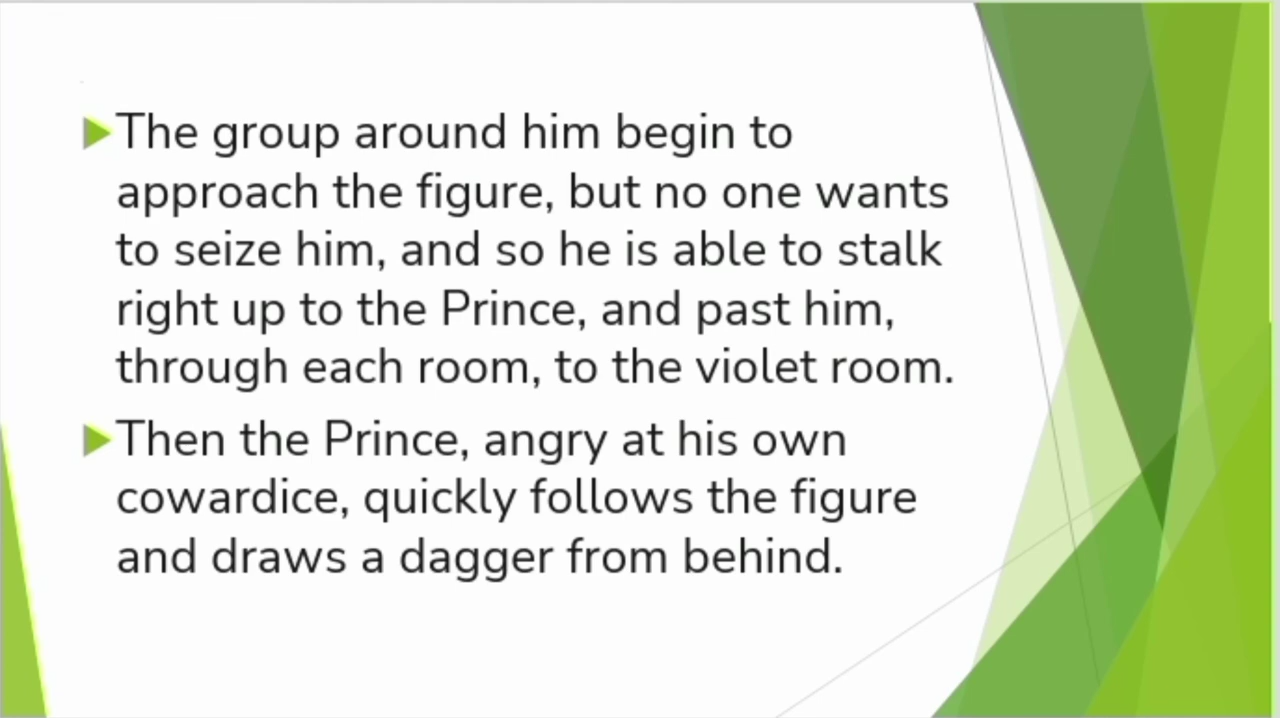 The group around him begin to
approach the figure, but no one wants
to seize him, and so he is able to stalk
right up to the Prince, and past him,
through each room, to the violet room.
Then the Prince, angry at his own
cowardice, quickly follows the figure
and draws a dagger from behind.